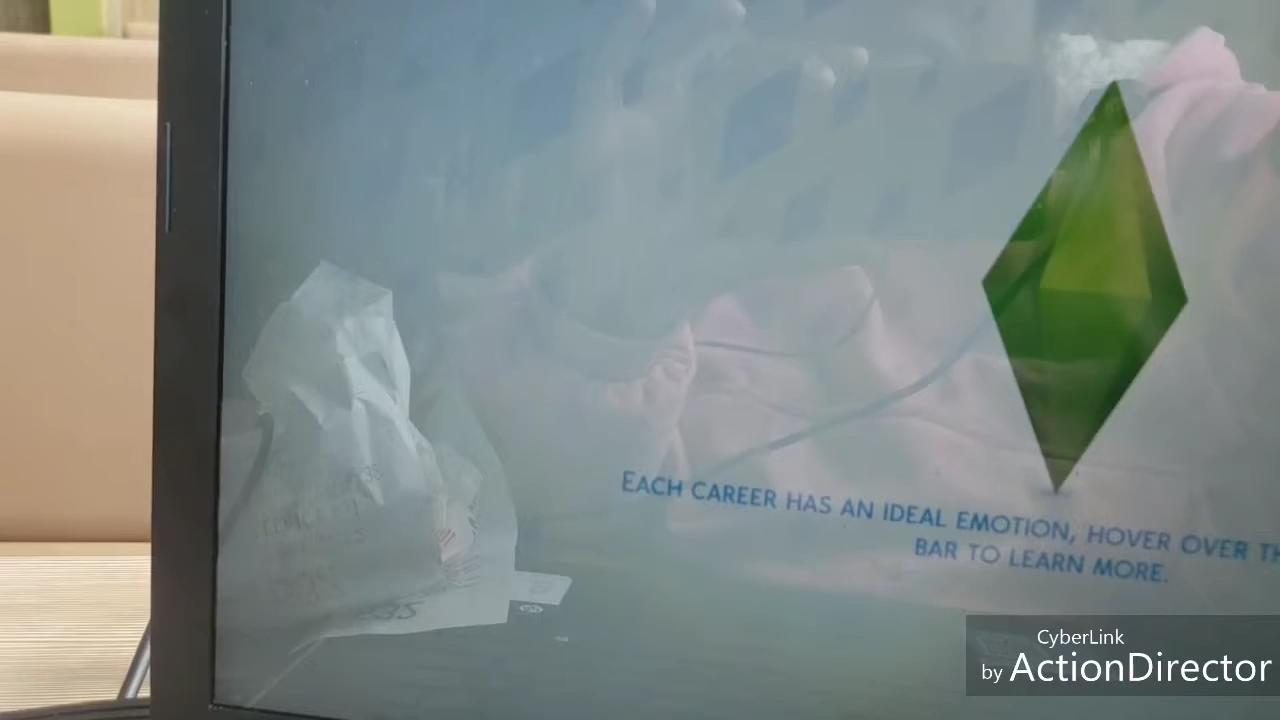 EACH CAREER HAS AN IDEAL EMOTION, HOVER OVER TH
BAR TO LEARN MORE.
CyberLink
by ActionDirector